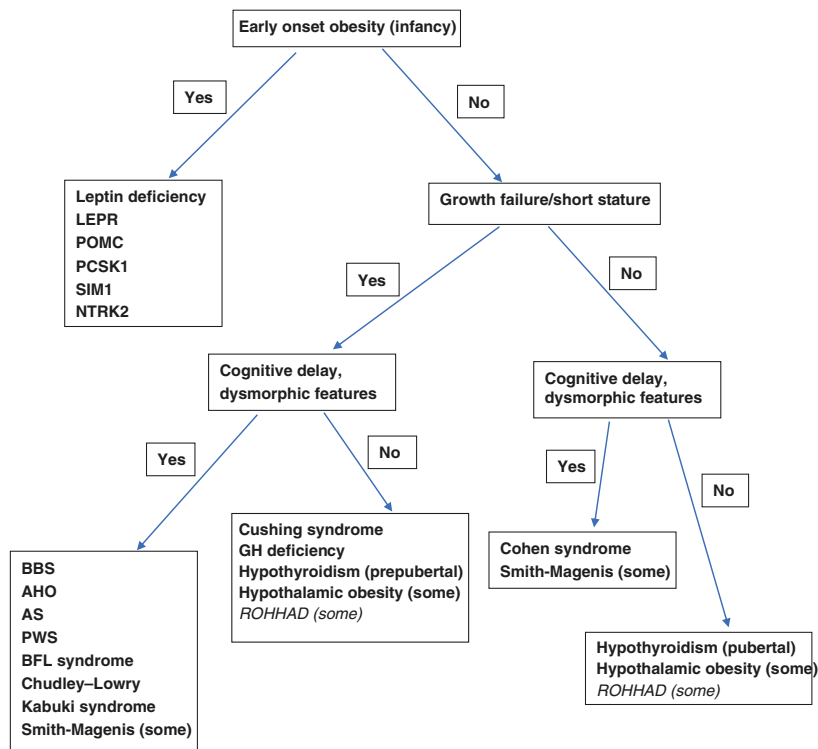 Early onset obesity (infancy)
Yes
No
Leptin deficiency
LEPR
POMC
PCSK1
SIM1
NTRK2
Growth failure/short stature
Yes
No
Cognitive delay,
dysmorphic features
Cognitive delay,
dysmorphic features
Yes
No
Yes
No
BBS
AHO
AS
PWS
BFL syndrome
Chudley–Lowry
Kabuki syndrome
Smith-Magenis (some)
Cushing syndrome
GH deficiency
Hypothyroidism (prepubertal)
Hypothalamic obesity (some)
ROHHAD (some)
Cohen syndrome
Smith-Magenis (some)
Hypothyroidism (pubertal)
Hypothalamic obesity (some)
ROHHAD (some)